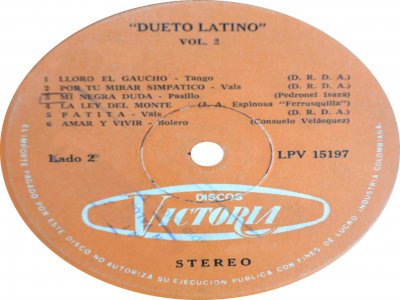 "DUETO LATINO"
VOL. 2
1 LLORO EL GAUCHO - Tango (D. R. D. A.)
2 POR TU MIRAR SIMPATICO - Vals (D. R. D. A.)
3 MI NEGRA DUDA - Pasillo (Pedronel Isaza)
4 LA LEY DEL MONTE - (J. A. Espinosa "Ferrusquilla")
5 PATITA - Vals (D. R. D. A.)
6 AMAR Y VIVIR - Bolero (Consuelo Velásquez)
Lado 2
LPV 15197
DISCOS
VICTORIA
STEREO
EL IMPORTE PAGADO POR ESTE DISCO NO AUTORIZA SU EJECUCION PUBLICA CON FINES DE LUCRO. INDUSTRIA COLOMBIANA.